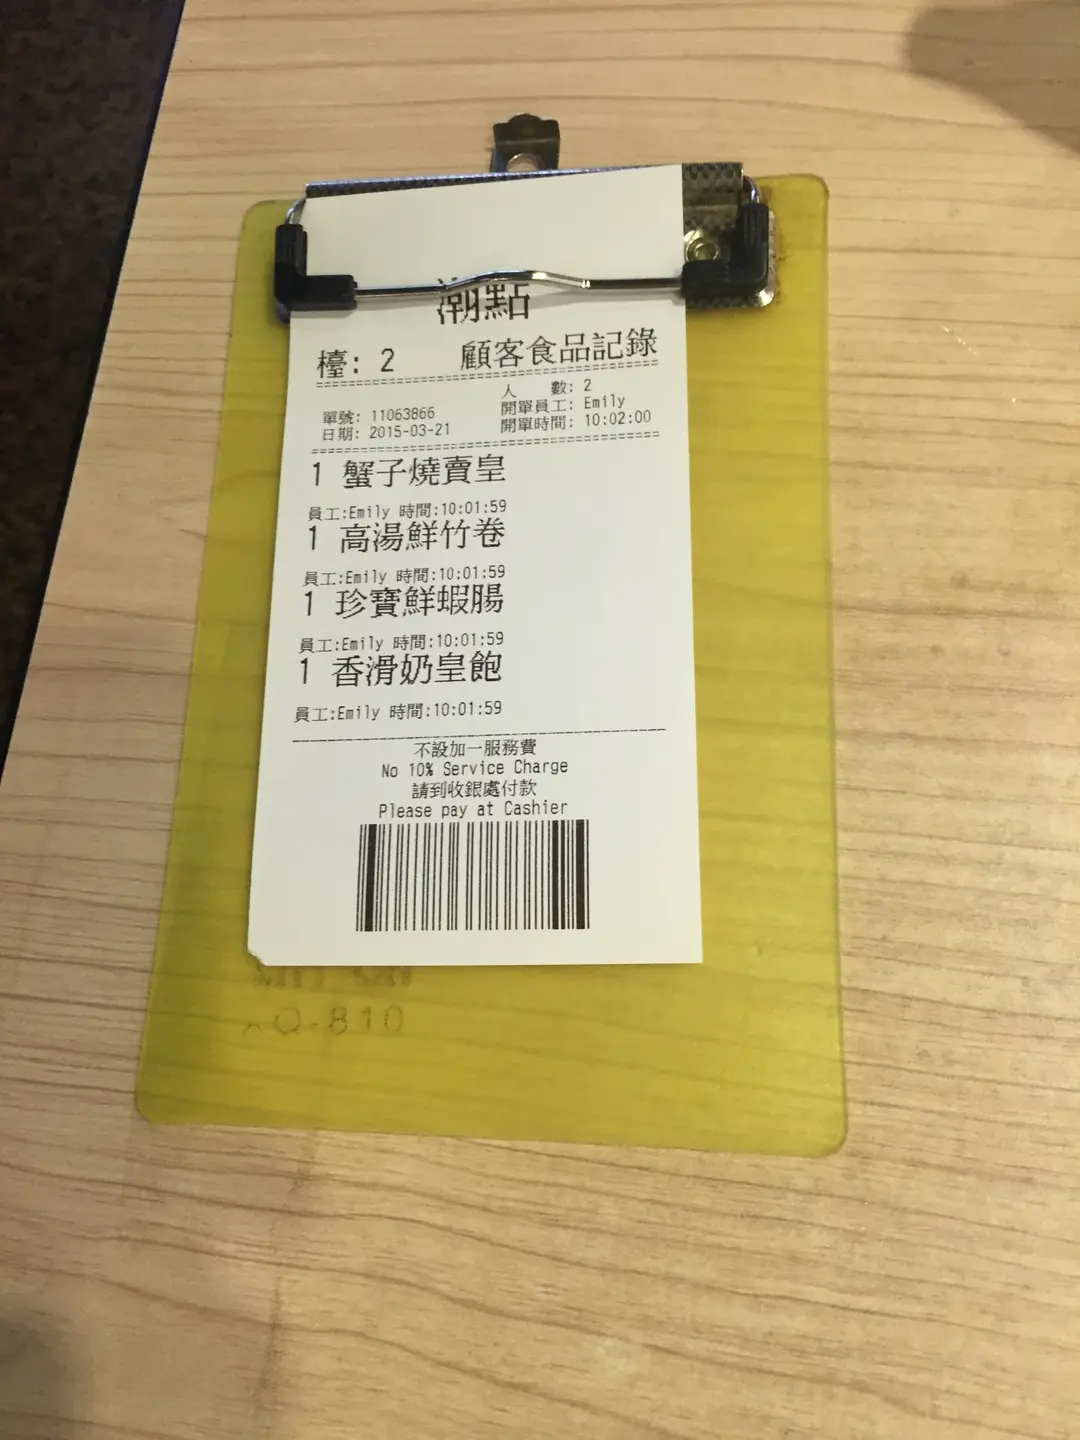 潮點
檯: 2 顧客食品記錄
人 數: 2
單號: 11063866 開單員工: Emily
日期: 2015-03-21 開單時間: 10:02:00
1 蟹子燒賣皇
員工:Emily 時間:10:01:59
1 高湯鮮竹卷
員工:Emily 時間:10:01:59
1 珍寶鮮蝦腸
員工:Emily 時間:10:01:59
1 香滑奶皇飽
員工:Emily 時間:10:01:59
不設加一服務費
No 10% Service Charge
請到收銀處付款
Please pay at Cashier
Q-810